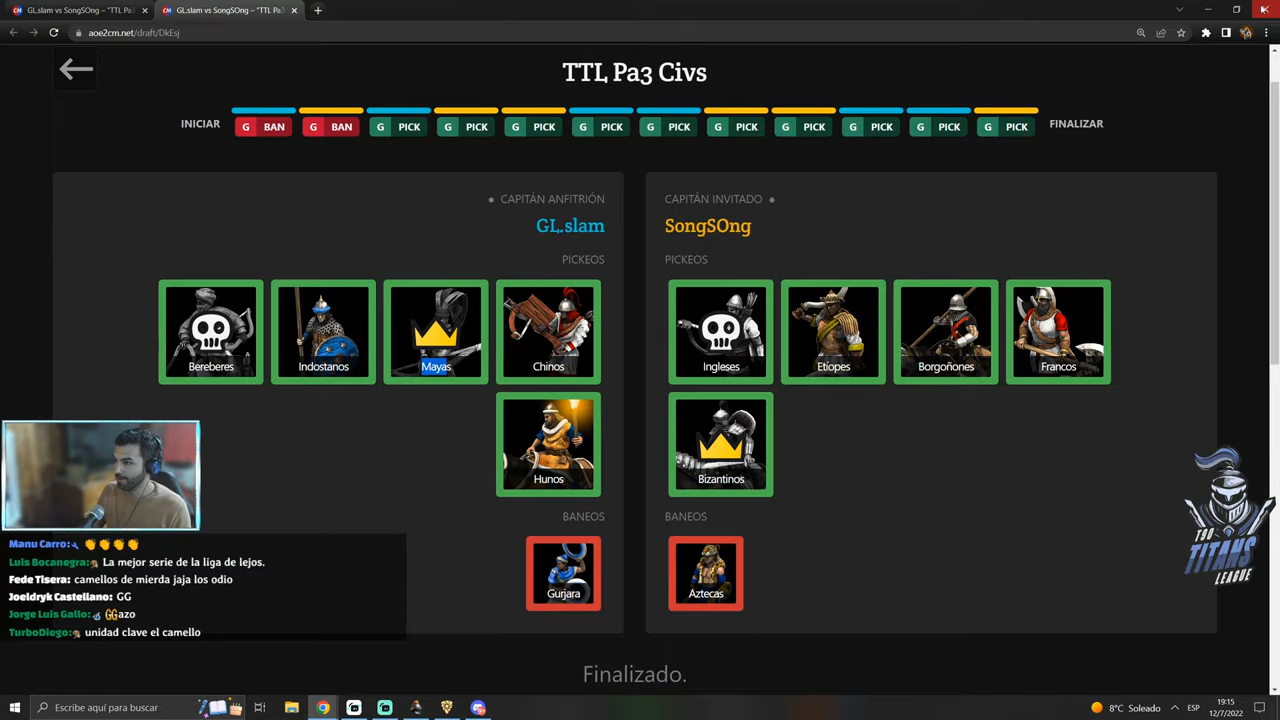 GL.slam vs SongSOng – "TTL Pa3
GL.slam vs SongSOng – "TTL Pa3
aoe2cm.net/draft/DkEsj
TTL Pa3 Civs
INICIAR
G BAN
G BAN
G PICK
G PICK
G PICK
G PICK
G PICK
G PICK
G PICK
G PICK
G PICK
G PICK
FINALIZAR
CAPITÁN ANFITRIÓN
GL.slam
PICKEOS
Bereberes
Indostanos
Mayas
Chinos
Hunos
BANEOS
Gurjara
CAPITÁN INVITADO
SongSOng
PICKEOS
Ingleses
Etíopes
Borgoñones
Francos
Bizantinos
BANEOS
Aztecas
Manu Carro: 👏👏👏👏
Luis Bocanegra: La mejor serie de la liga de lejos.
Fede Tisera: camellos de mierda jaja los odio
Joeldryk Castellano: GG
Jorge Luis Gallo: GGazo
TurboDiego: unidad clave el camello
T90
TITANS
LEAGUE
Finalizado.
Escribe aquí para buscar
8°C Soleado
ESP
19:15
12/7/2022